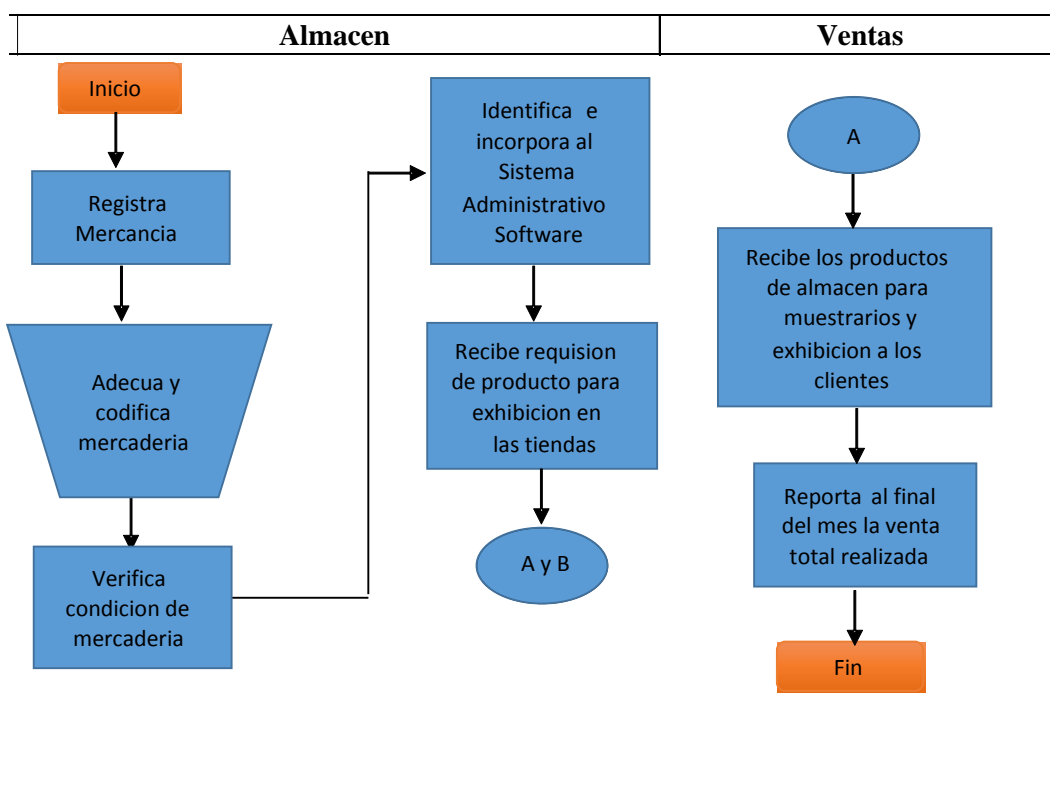 Almacen
Ventas
Inicio
Registra
Mercancia
Adecua y
codifica
mercaderia
Verifica
condicion de
mercaderia
Identifica e
incorpora al
Sistema
Administrativo
Software
Recibe requision
de producto para
exhibicion en
las tiendas
A y B
A
Recibe los productos
de almacen para
muestrarios y
exhibicion a los
clientes
Reporta al final
del mes la venta
total realizada
Fin